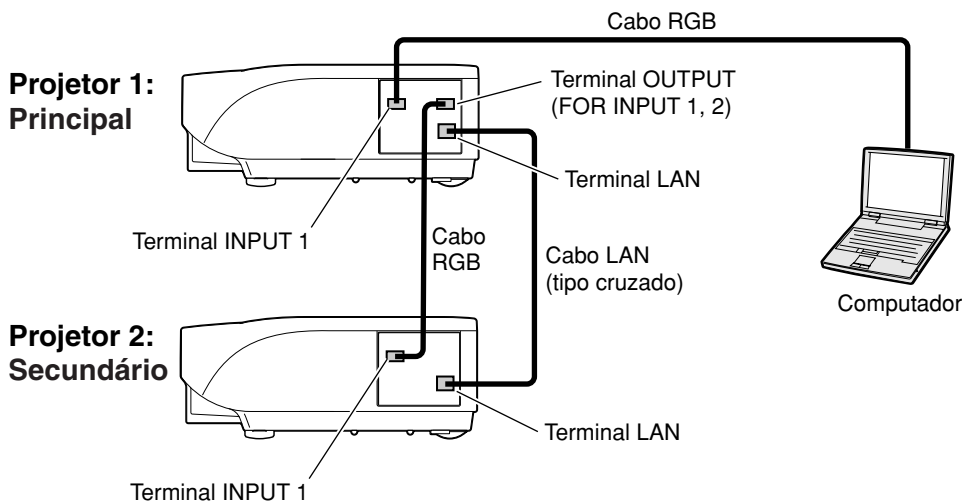 Cabo RGB
Projetor 1:
Principal
Terminal OUTPUT
(FOR INPUT 1, 2)
Terminal LAN
Terminal INPUT 1
Cabo
RGB
Cabo LAN
(tipo cruzado)
Computador
Projetor 2:
Secundário
Terminal LAN
Terminal INPUT 1